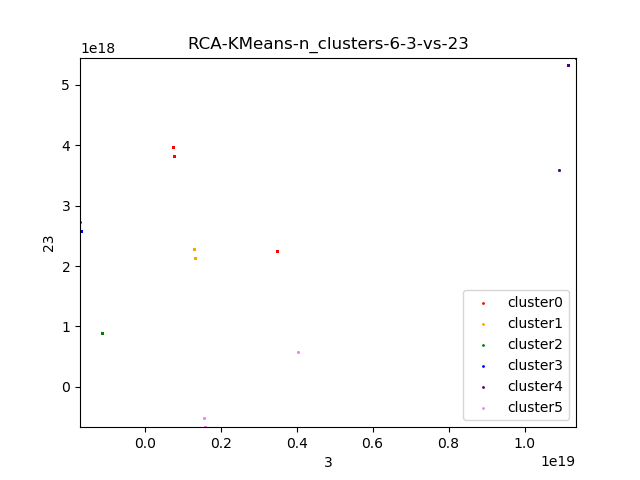 RCA-KMeans-n_clusters-6-3-vs-23
1e18
5
4
3
2
1
0
23
cluster0
cluster1
cluster2
cluster3
cluster4
cluster5
0.0 0.2 0.4 0.6 0.8 1.0
3
1e19